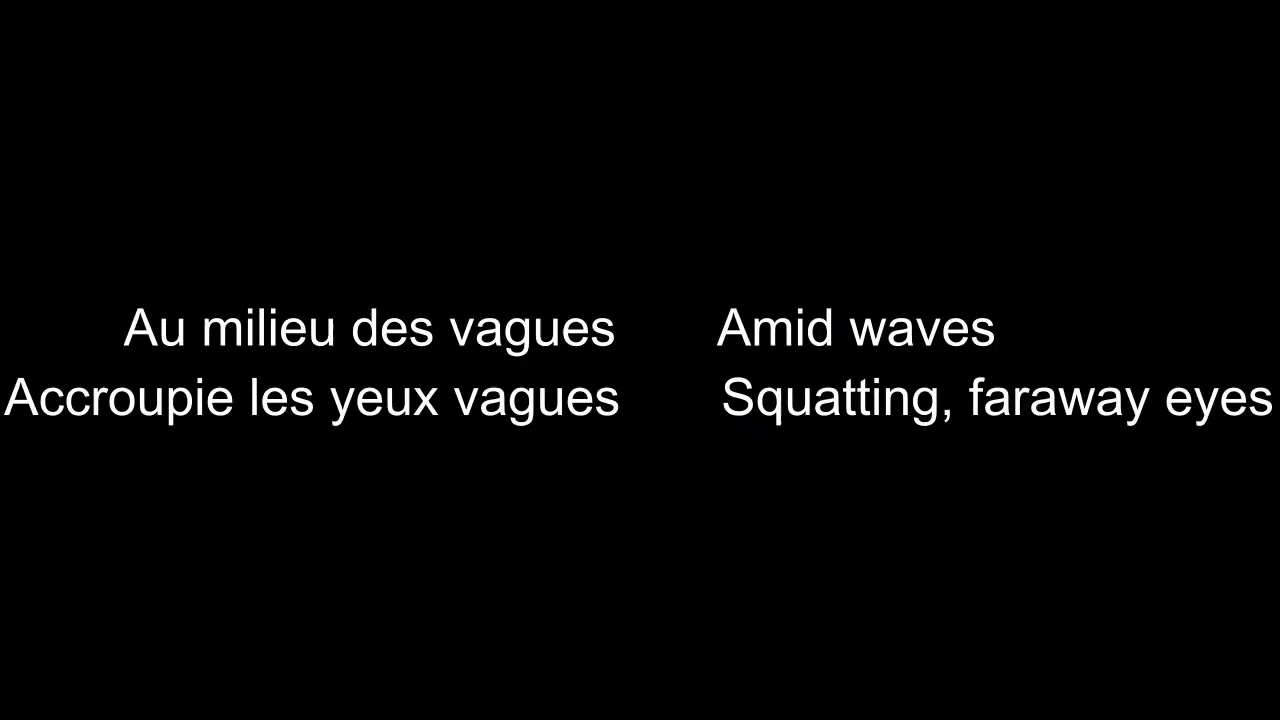 Au milieu des vagues Amid waves
Accroupie les yeux vagues Squatting, faraway eyes